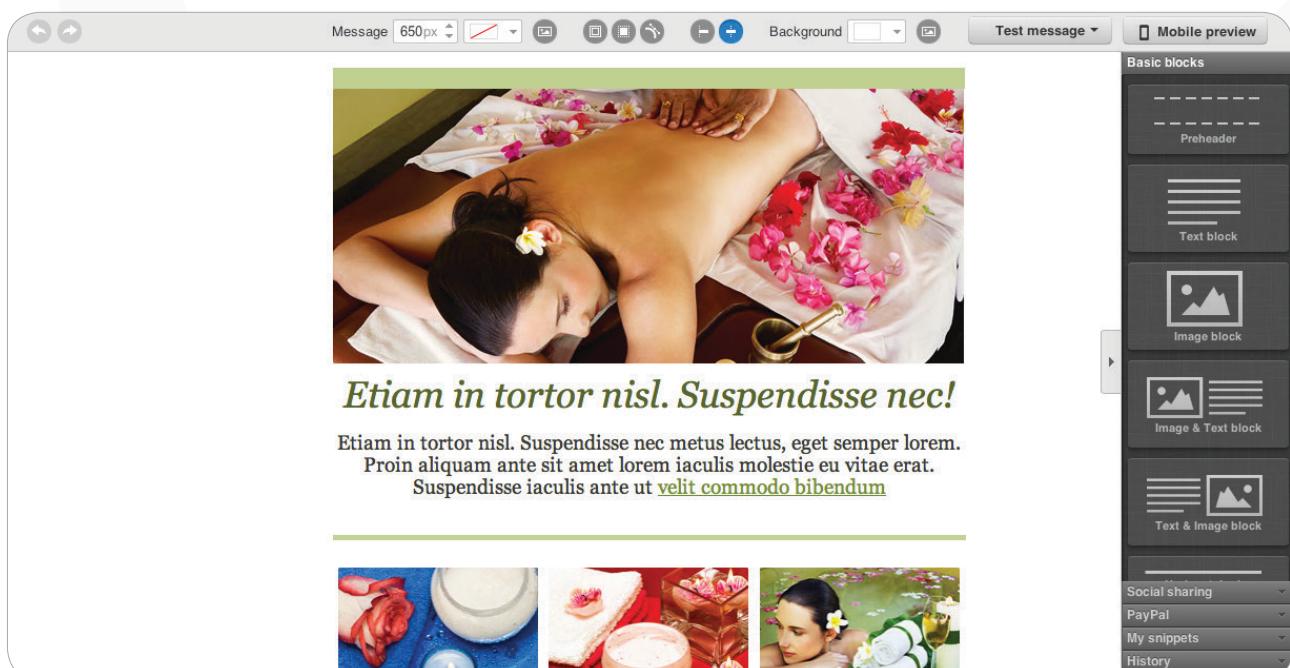 Message 650px Background Test message Mobile preview
Basic blocks
Preheader
Text block
Image block
Image & Text block
Text & Image block
Social sharing
PayPal
My snippets
History
Etiam in tortor nisl. Suspendisse nec!
Etiam in tortor nisl. Suspendisse nec metus lectus, eget semper lorem.
Proin aliquam ante sit amet lorem iaculis molestie eu vitae erat.
Suspendisse iaculis ante ut velit commodo bibendum